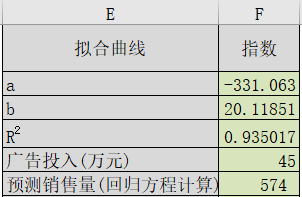 E F
拟合曲线 指数
a -331.063
b 20.11851
R² 0.935017
广告投入(万元) 45
预测销售量(回归方程计算) 574